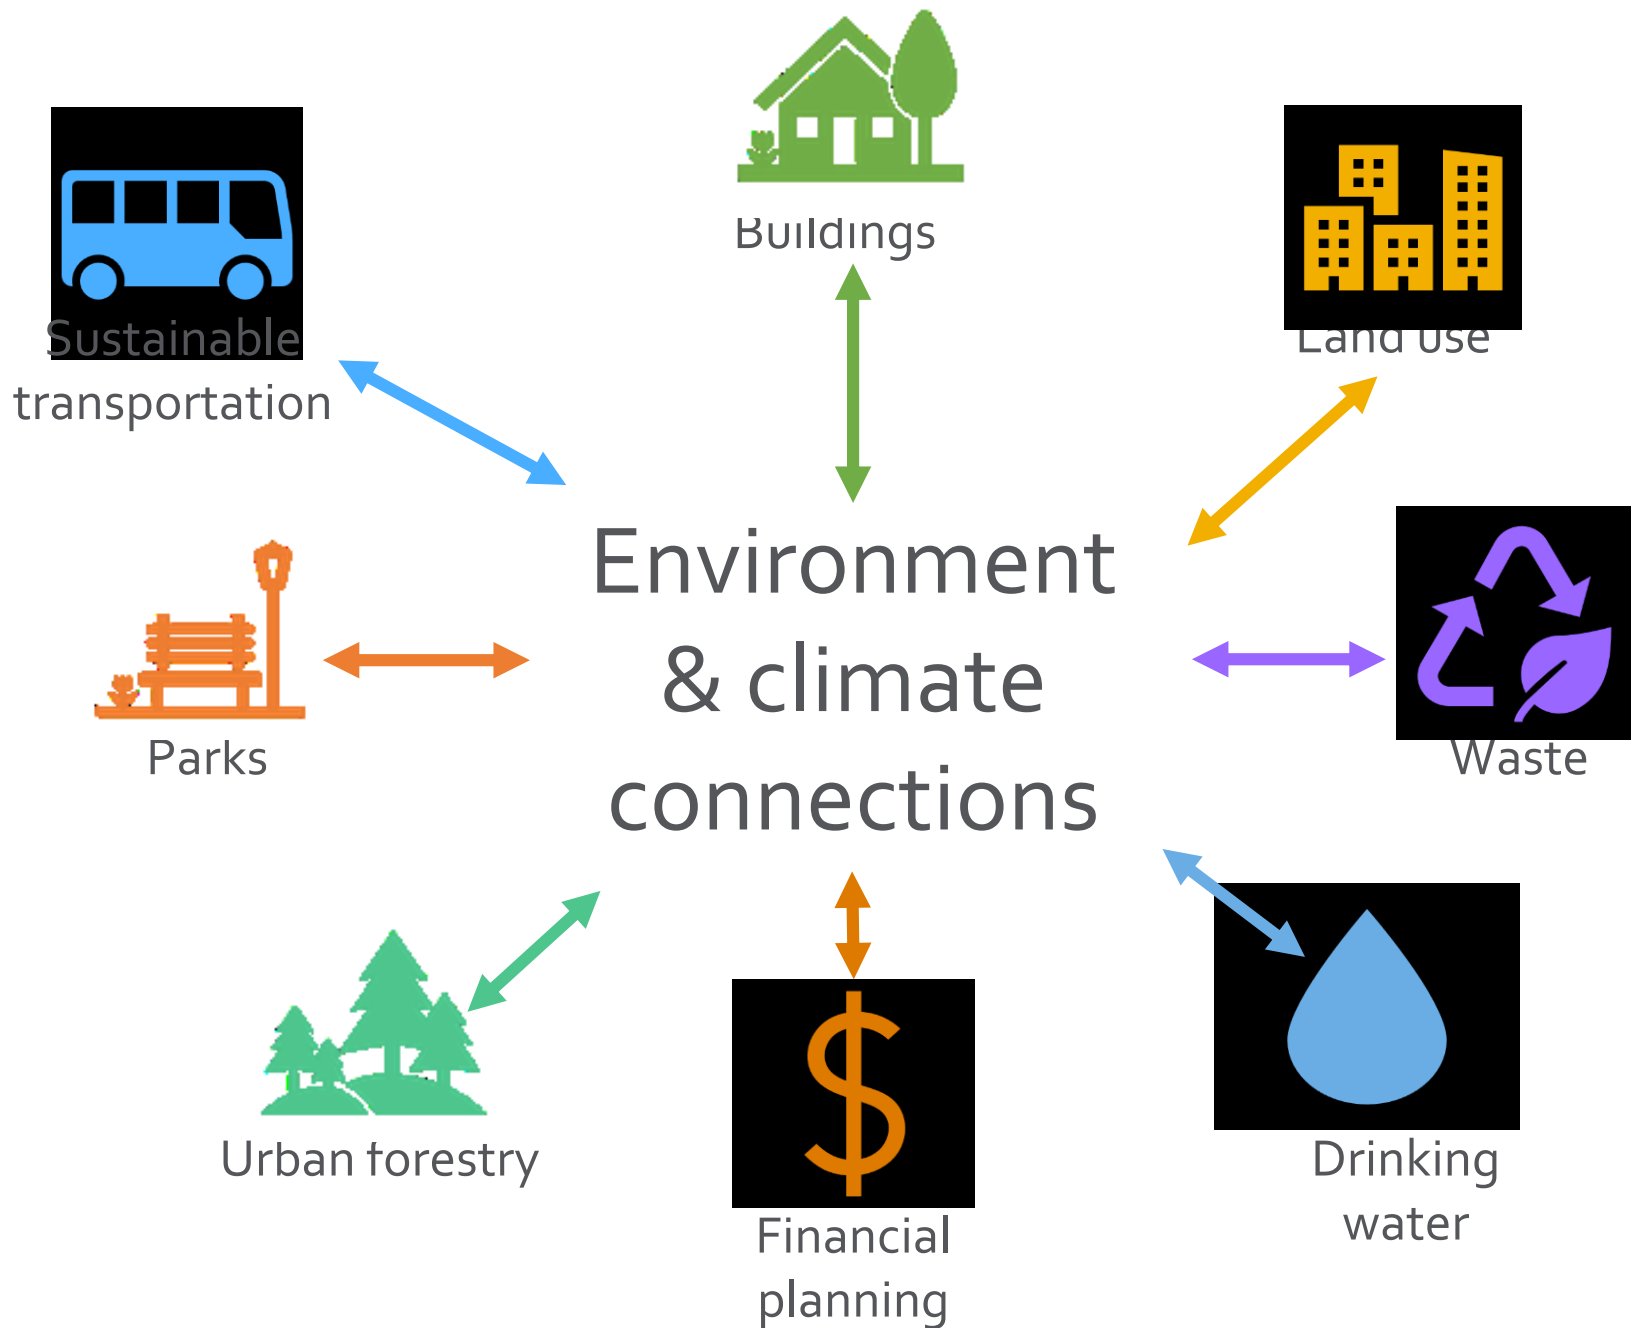 Buildings
Land use
Sustainable
transportation
Environment
& climate
connections
Parks
Waste
Urban forestry
Drinking
water
Financial
planning